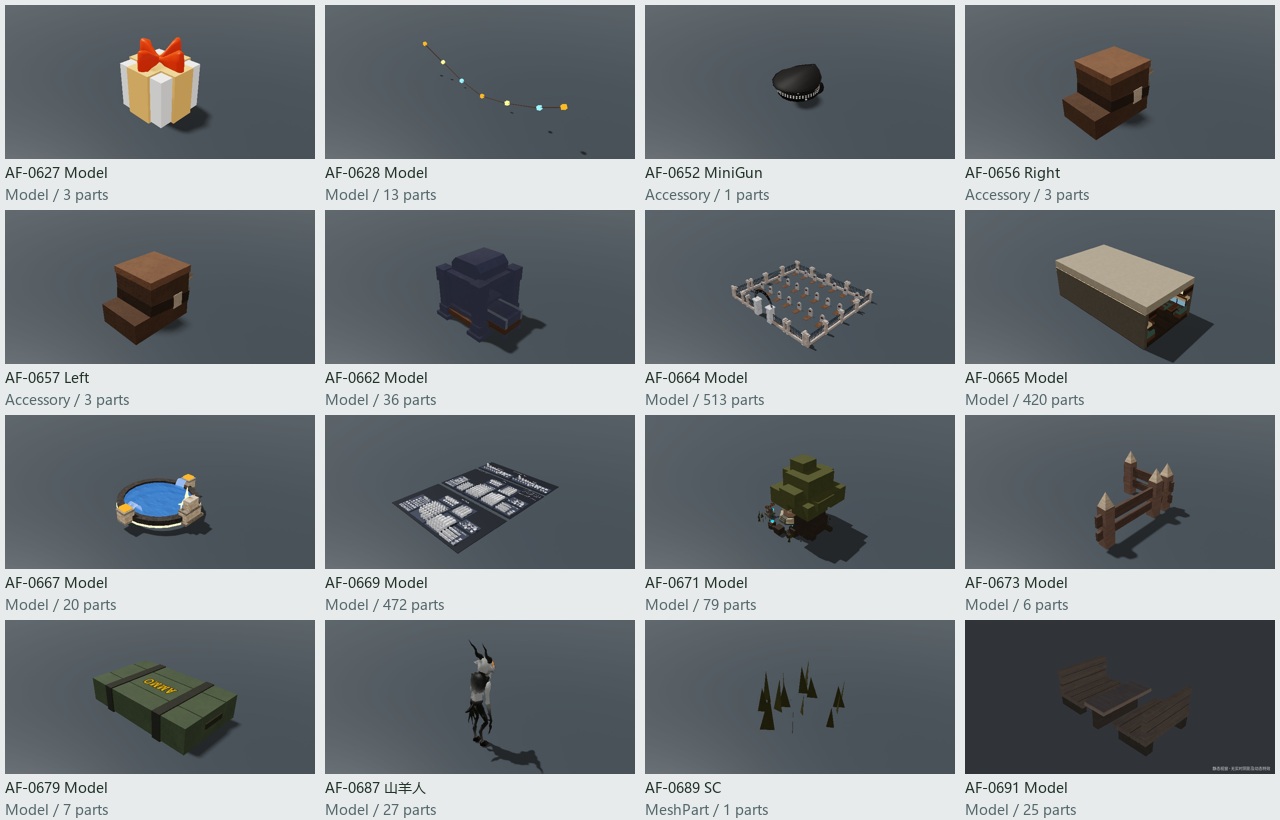 AF-0627 Model
Model / 3 parts
AF-0628 Model
Model / 13 parts
AF-0652 MiniGun
Accessory / 1 parts
AF-0656 Right
Accessory / 3 parts
AF-0657 Left
Accessory / 3 parts
AF-0662 Model
Model / 36 parts
AF-0664 Model
Model / 513 parts
AF-0665 Model
Model / 420 parts
AF-0667 Model
Model / 20 parts
AF-0669 Model
Model / 472 parts
AF-0671 Model
Model / 79 parts
AF-0673 Model
Model / 6 parts
AMMO
AF-0679 Model
Model / 7 parts
AF-0687 山羊人
Model / 27 parts
AF-0689 SC
MeshPart / 1 parts
AF-0691 Model
Model / 25 parts